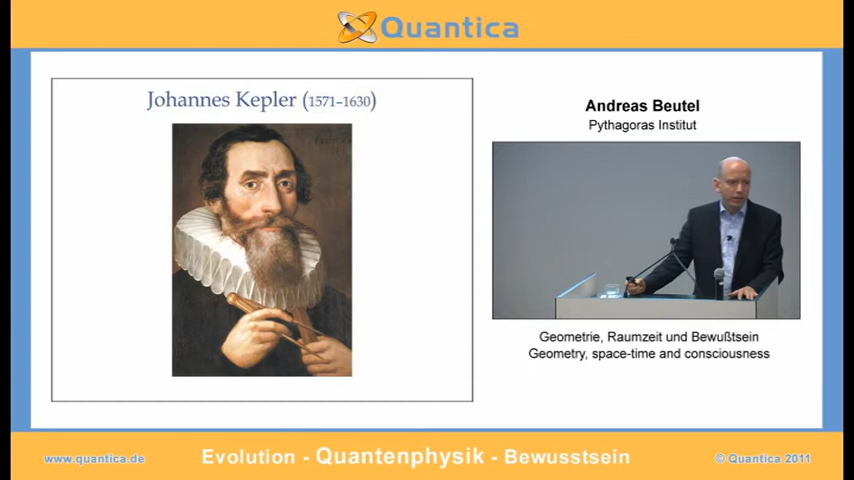 Quantica
Johannes Kepler (1571–1630)
Andreas Beutel
Pythagoras Institut
Geometrie, Raumzeit und Bewußtsein
Geometry, space-time and consciousness
www.quantica.de
Evolution - Quantenphysik - Bewusstsein
© Quantica 2011